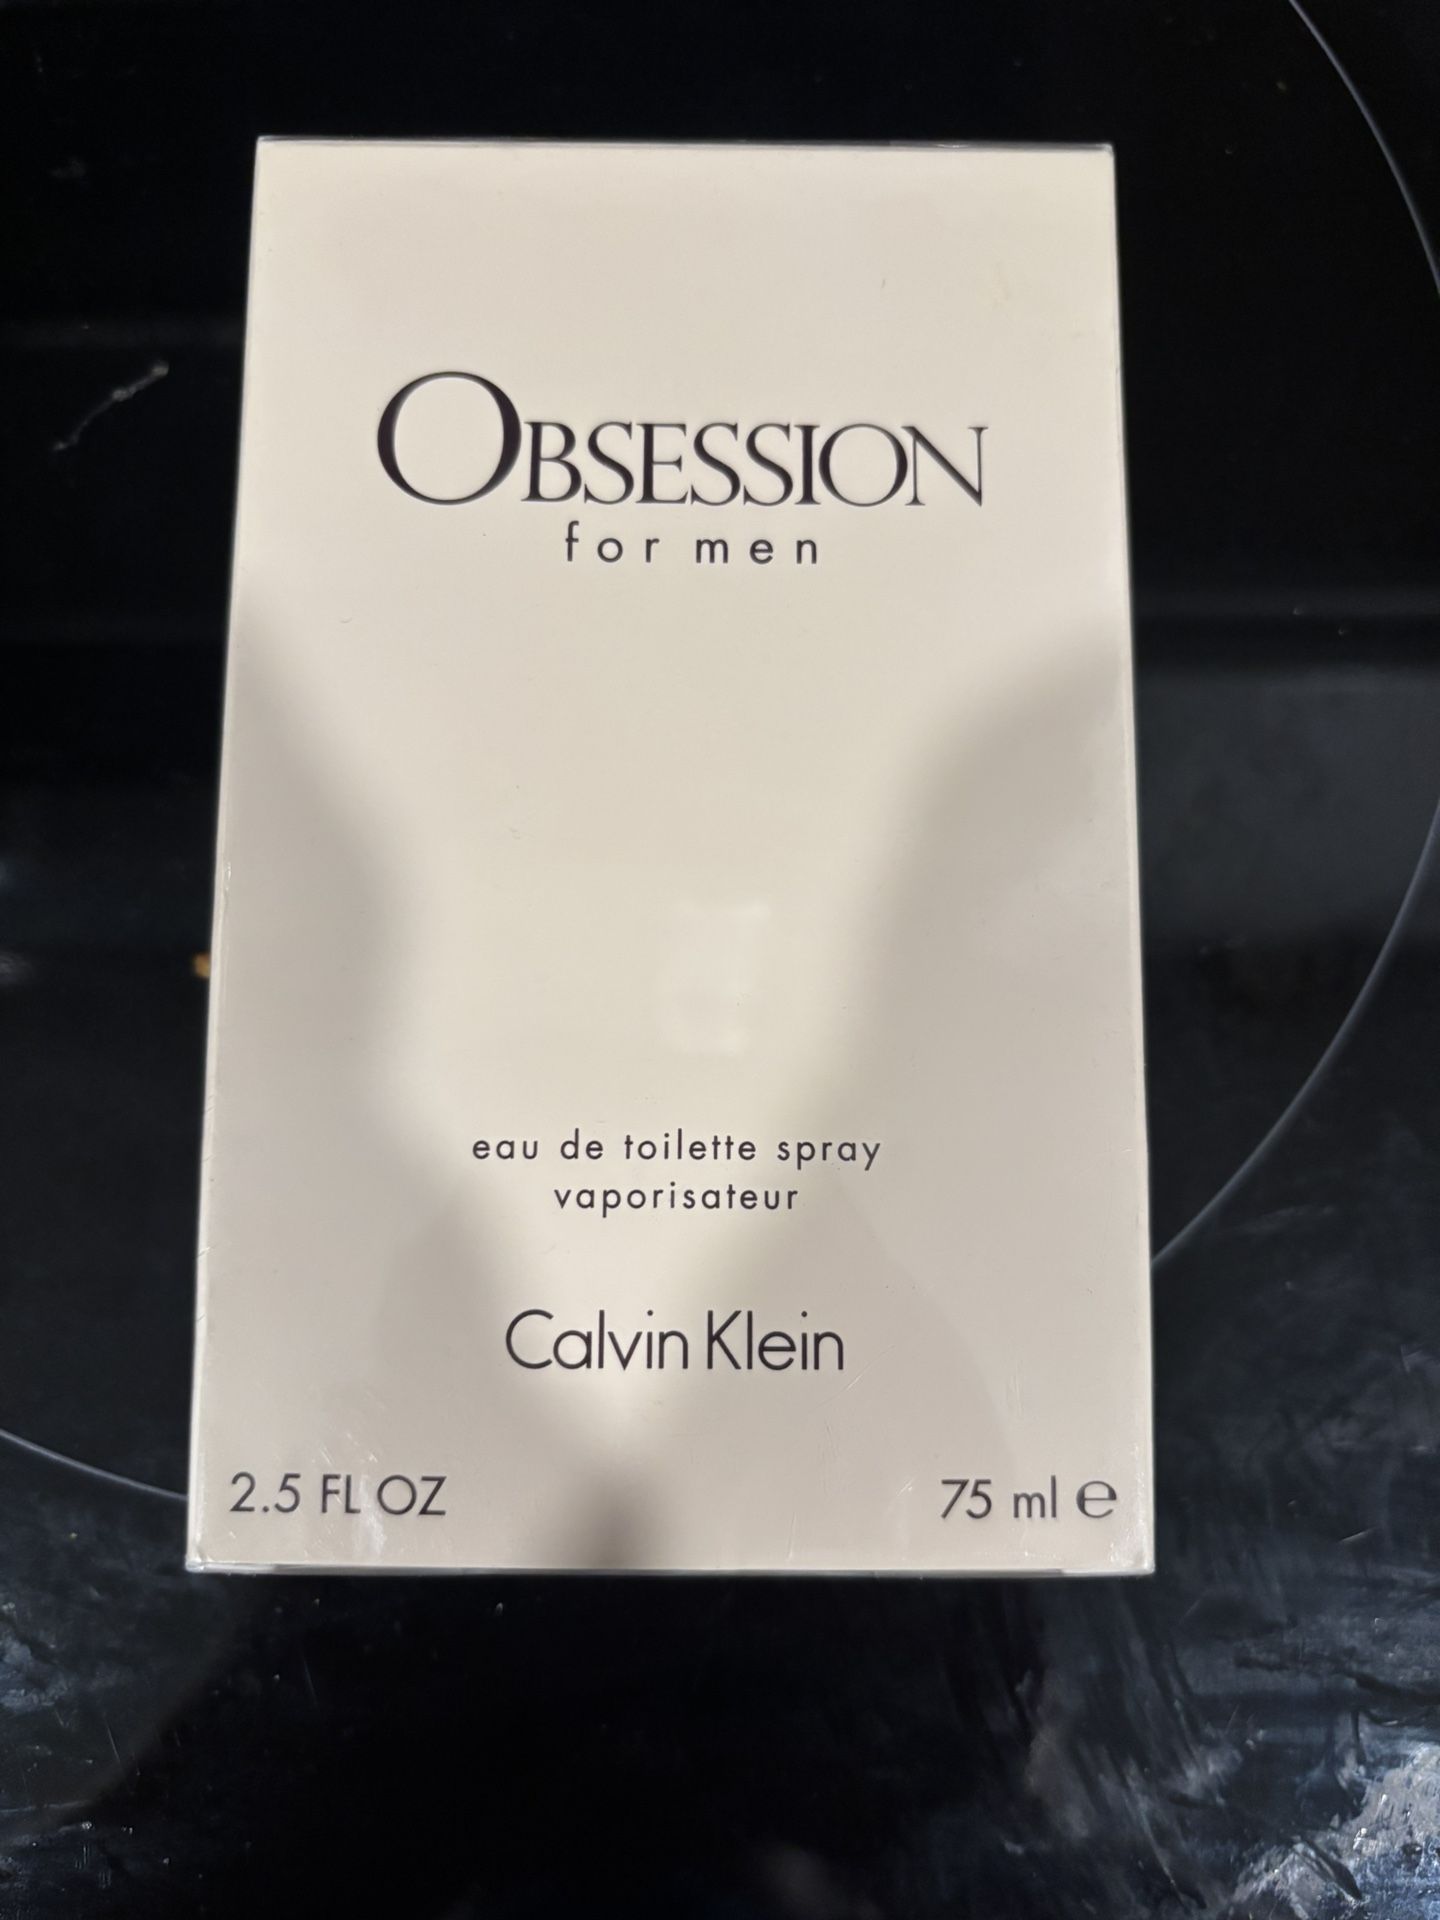 OBSESSION
for men
eau de toilette spray
vaporisateur
Calvin Klein
2.5 FL OZ
75 ml ℮